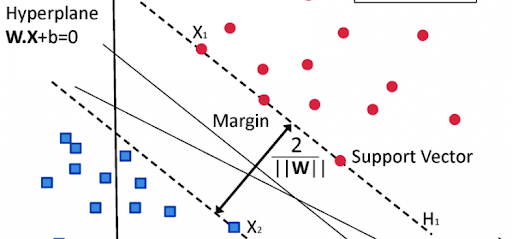 Hyperplane
W.X+b=0
X₁
Margin
2
||W||
Support Vector
X₂
H₁